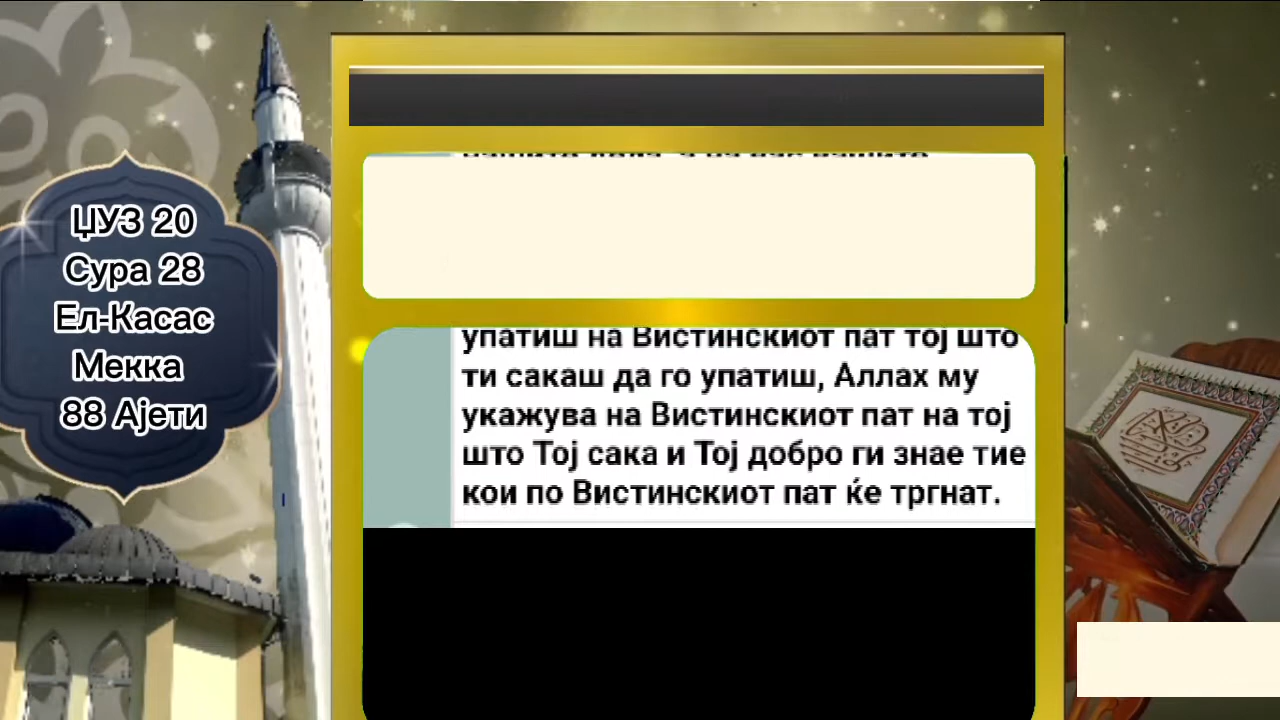 ЏУЗ 20
Сура 28
Ел-Касас
Мекка
88 Ајети
упатиш на Вистинскиот пат тој што
ти сакаш да го упатиш, Аллах му
укажува на Вистинскиот пат на тој
што Тој сака и Тој добро ги знае тие
кои по Вистинскиот пат ќе тргнат.